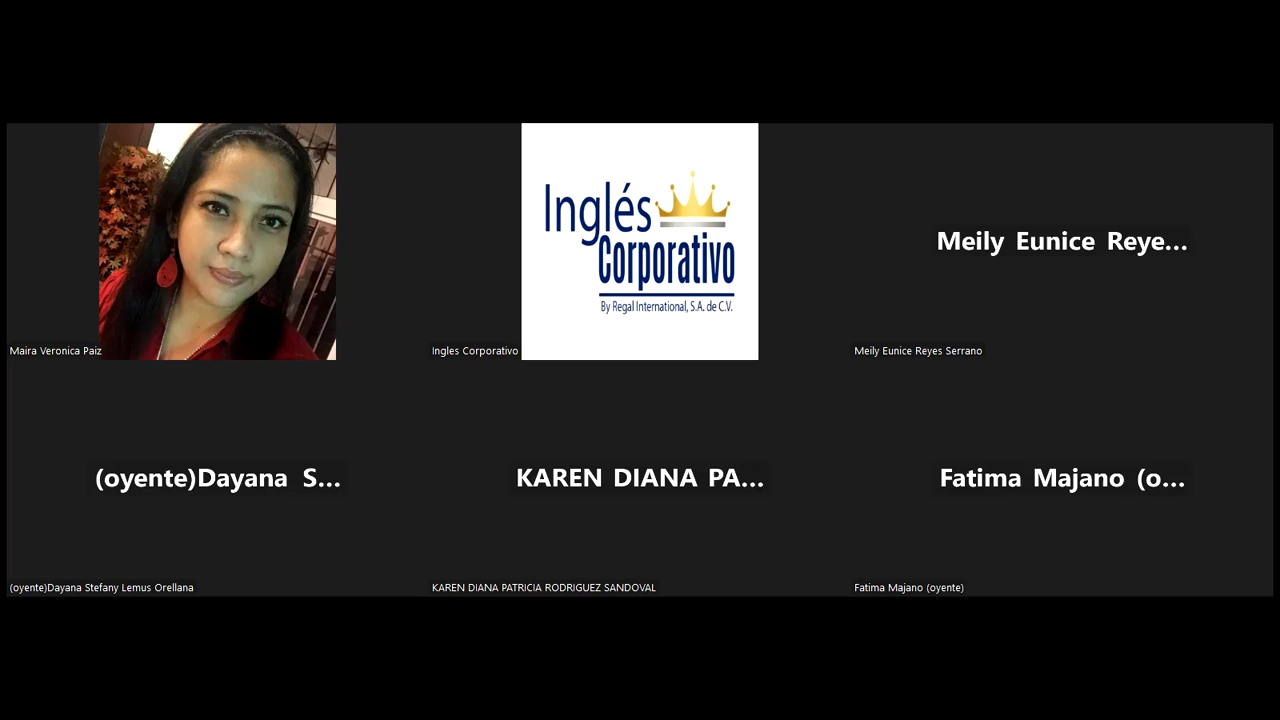 Inglés
Corporativo
By Regal International, S.A. de C.V.
Meily Eunice Reye...
Maira Veronica Paiz
Ingles Corporativo
Meily Eunice Reyes Serrano
(oyente)Dayana S...
KAREN DIANA PA...
Fatima Majano (o...
(oyente)Dayana Stefany Lemus Orellana
KAREN DIANA PATRICIA RODRIGUEZ SANDOVAL
Fatima Majano (oyente)